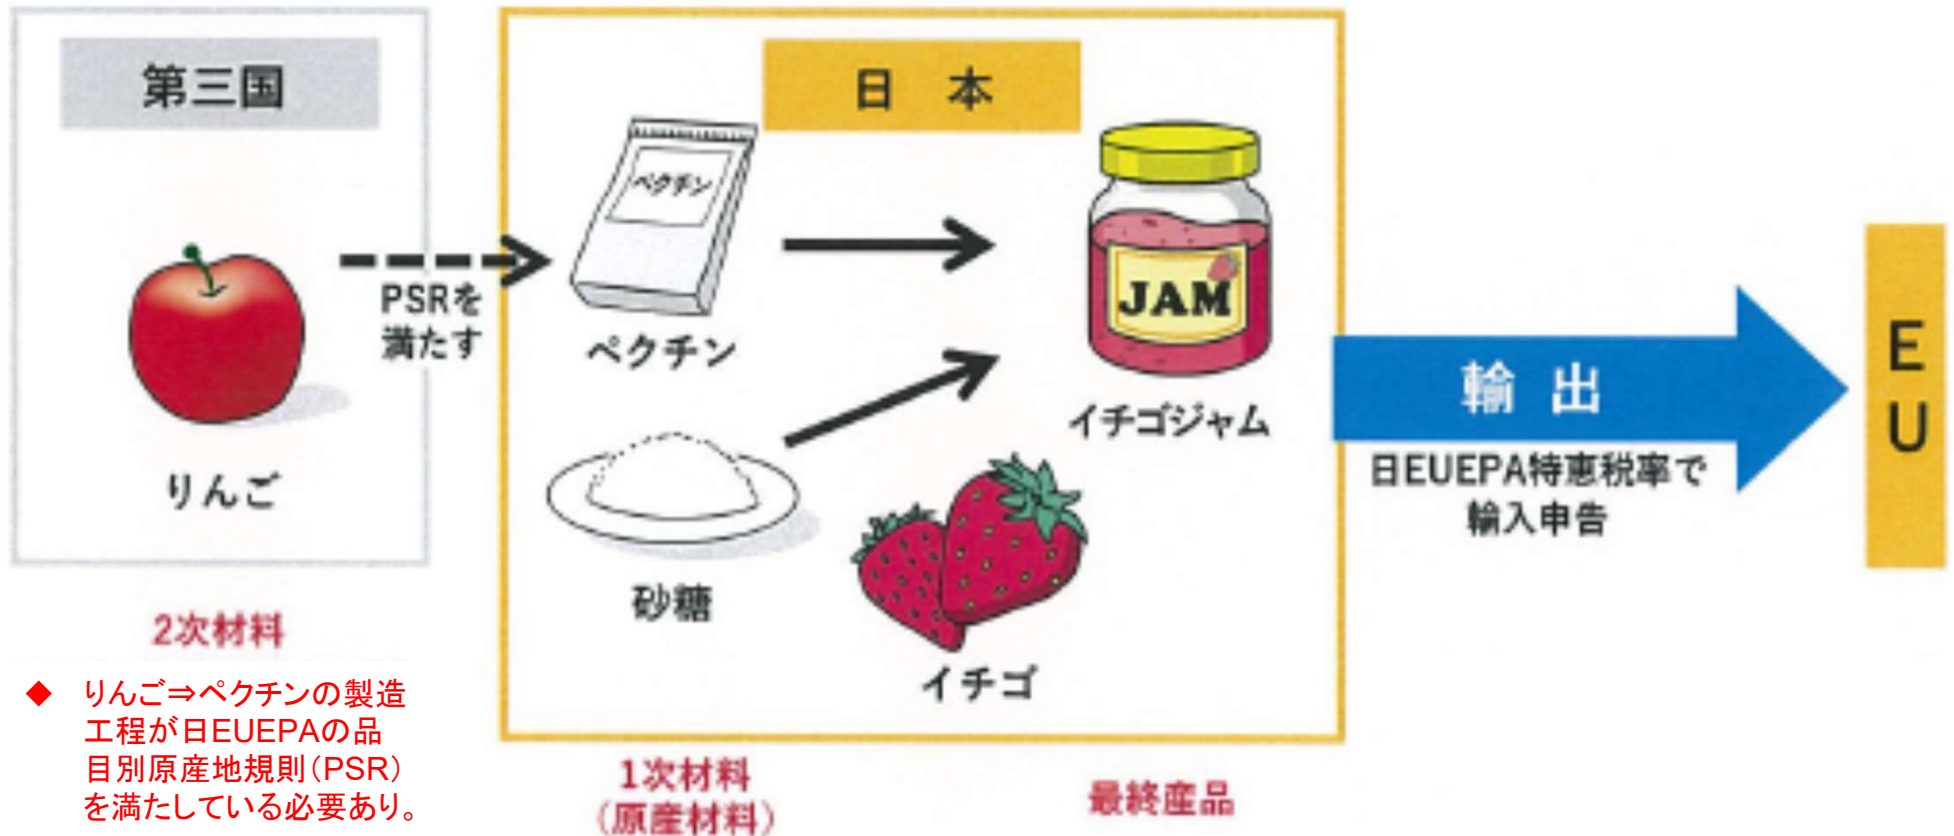 第三国
りんご
PSRを
満たす
2次材料
◆ りんご⇒ペクチンの製造
工程が日EUEPAの品
目別原産地規則（PSR）
を満たしている必要あり。
日 本
ペクチン
ペクチン
砂糖
イチゴ
JAM
イチゴジャム
1次材料
（原産材料）
最終産品
輸 出
日EUEPA特恵税率で
輸入申告
E
U